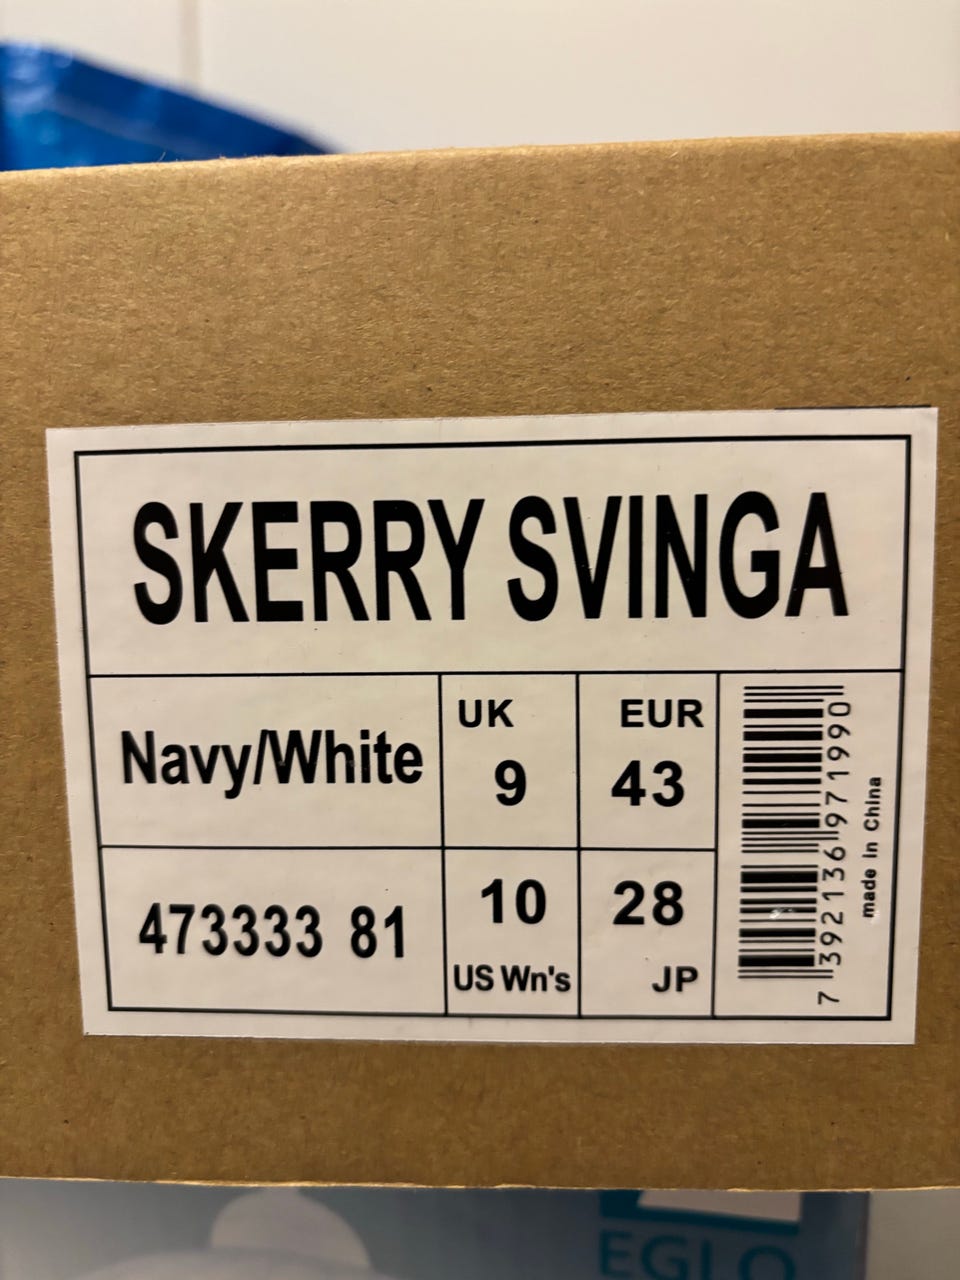 SKERRY SVINGA
Navy/White
UK
9
EUR
43
473333 81
10
US Wn's
28
JP
7 392136 971990
made in China
EGLO